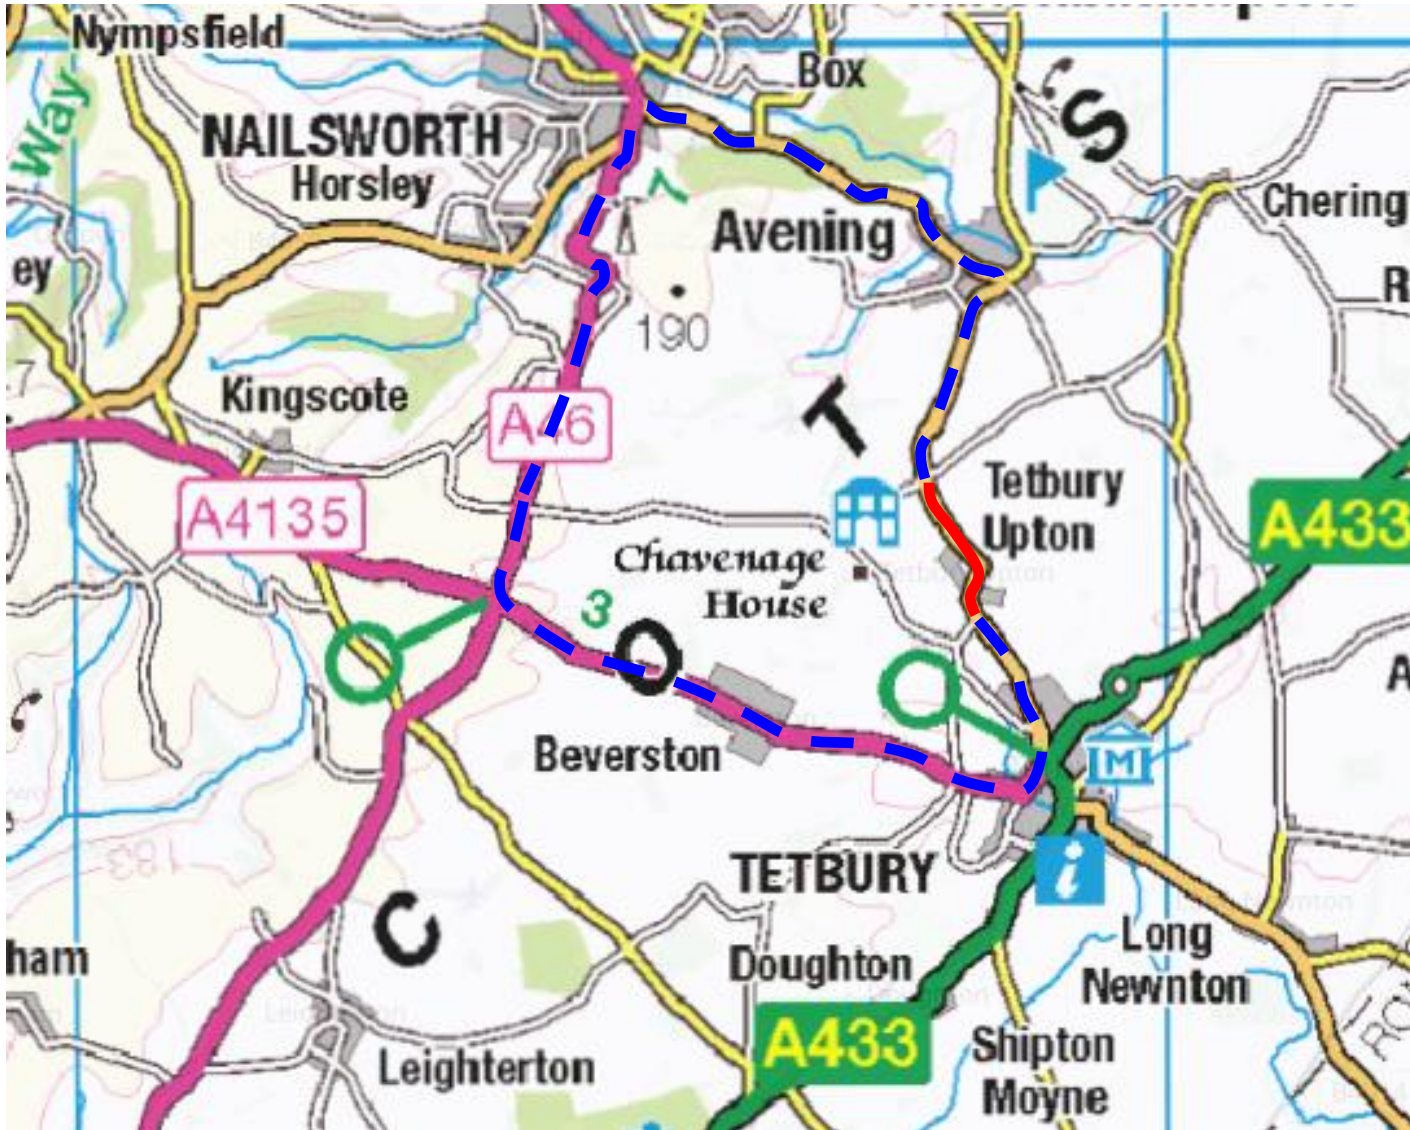 Nympsfield
Box
Way
NAILSWORTH
S
Horsley
7
Chering
Avening
ey
R
190
T
Kingscote
A46
Tetbury
Upton
A4135
A433
Chavenage
House
3
O
A
Beverston
M
TETBURY
i
C
Long
Newnton
ham
Doughton
A433
Shipton
Moyne
Leighterton